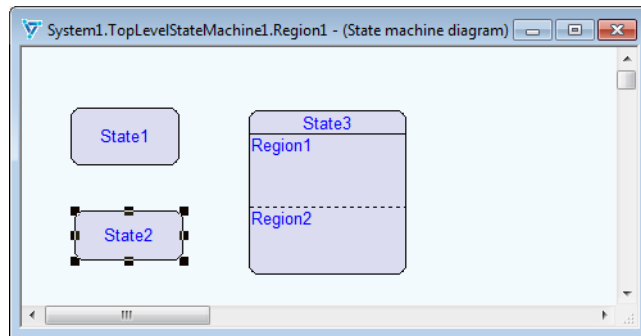 System1.TopLevelStateMachine1.Region1 - (State machine diagram)
State1
State3
Region1
Region2
State2